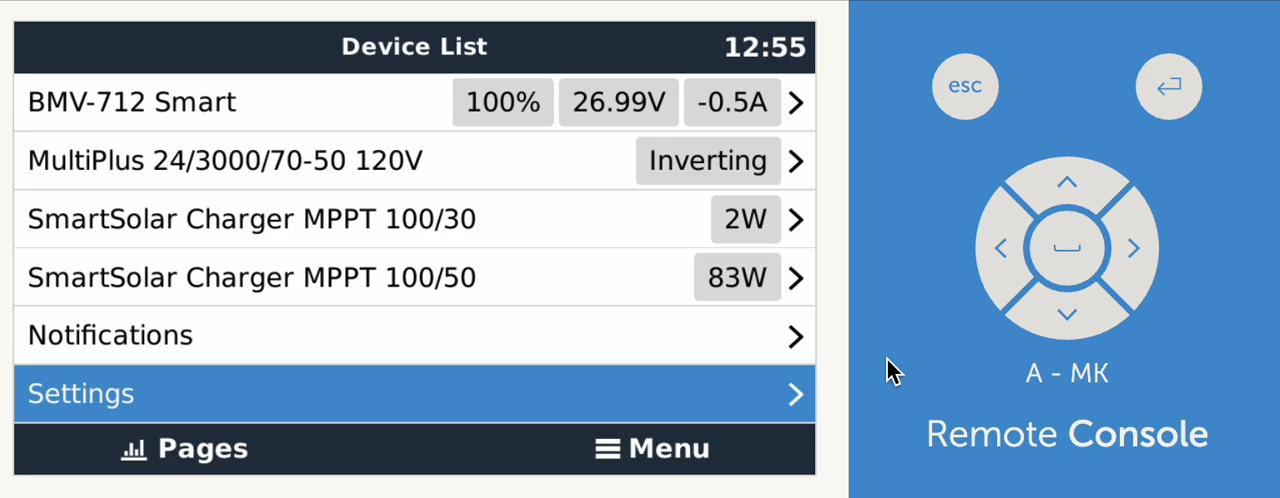 Device List 12:55
BMV-712 Smart 100% 26.99V -0.5A
MultiPlus 24/3000/70-50 120V Inverting
SmartSolar Charger MPPT 100/30 2W
SmartSolar Charger MPPT 100/50 83W
Notifications
Settings
Pages Menu
esc
A - MK
Remote Console